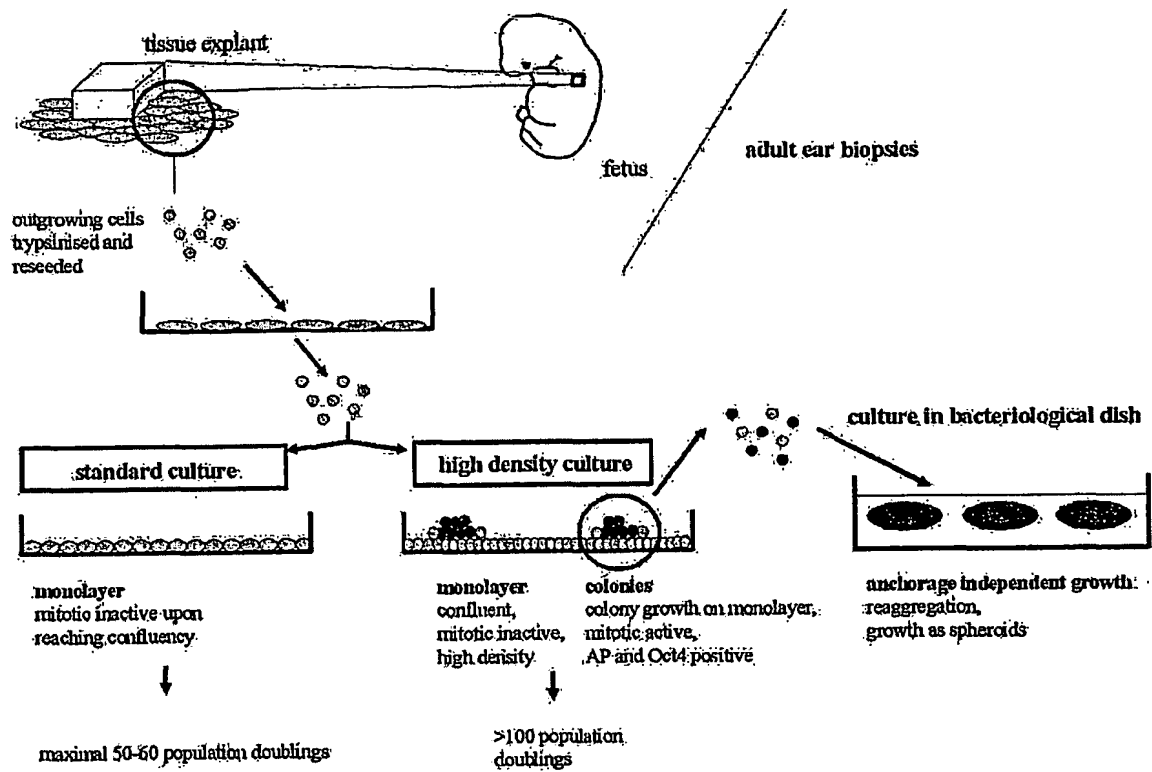 tissue explant
fetus
adult ear biopsies
outgrowing cells
trypsinised and
reseeded
standard culture
high density culture
culture in bacteriological dish
monolayer
mitotic inactive upon
reaching confluency
maximal 50-60 population doublings
monolayer
confluent,
mitotic inactive,
high density
>100 population
doublings
colonies
colony growth on monolayer,
mitotic active,
AP and Oct4 positive
anchorage independent growth:
reaggregation,
growth as spheroids